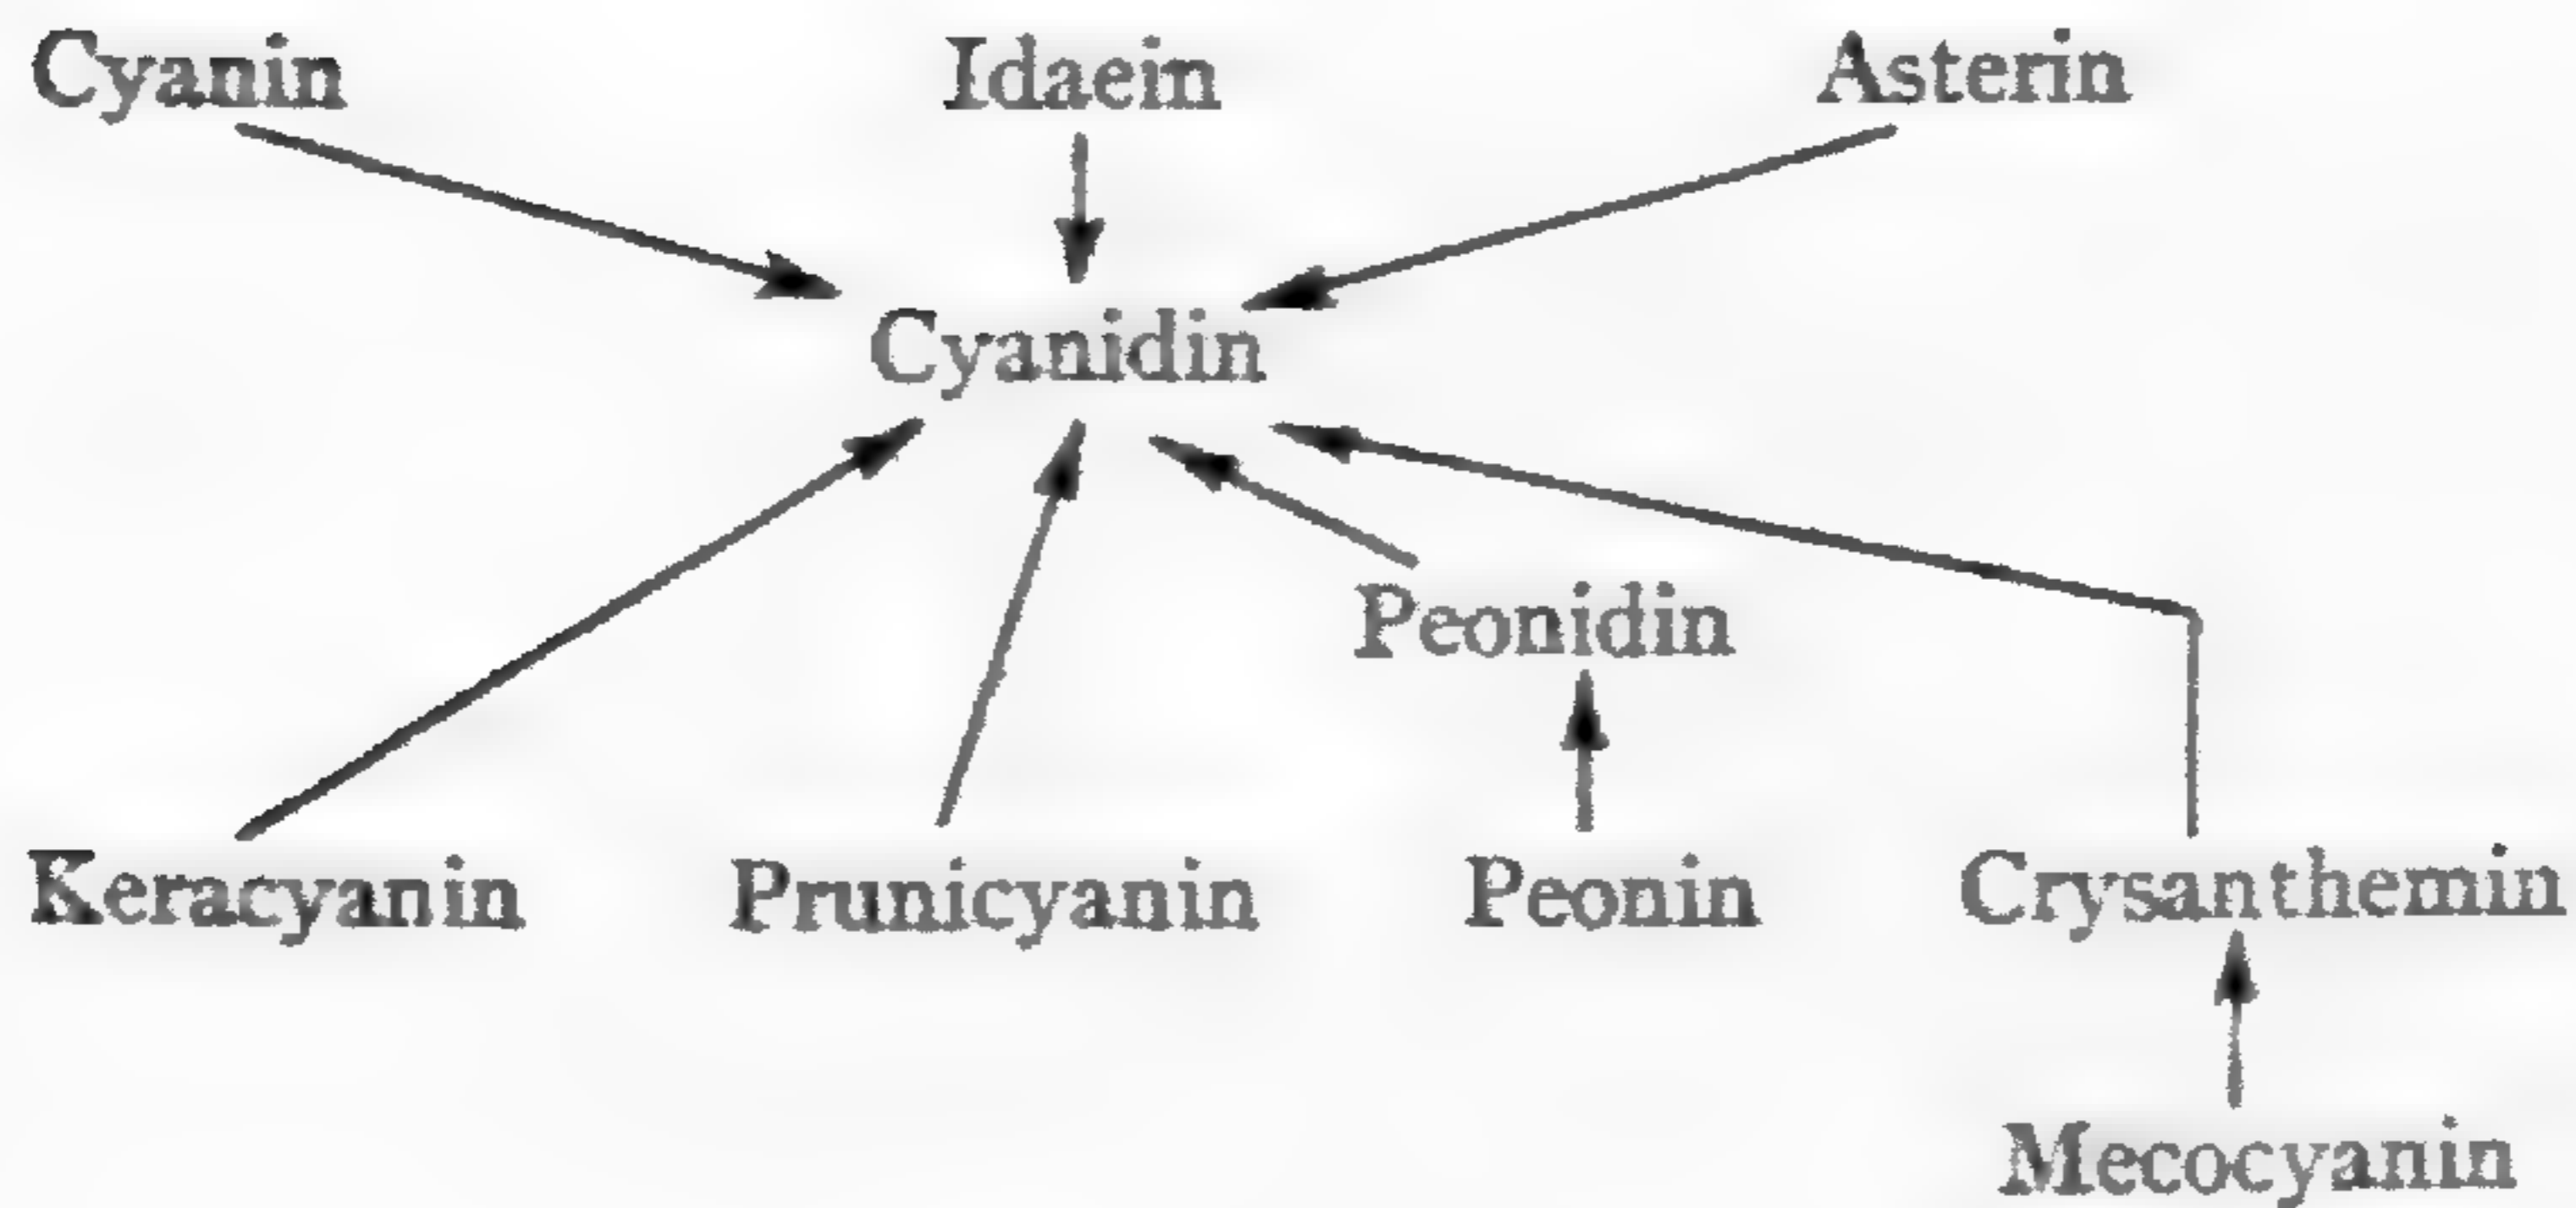 Cyanin Idaein Asterin
Cyanidin
Peonidin
Keracyanin Prunicyanin Peonin Crysanthemin
Mecocyanin